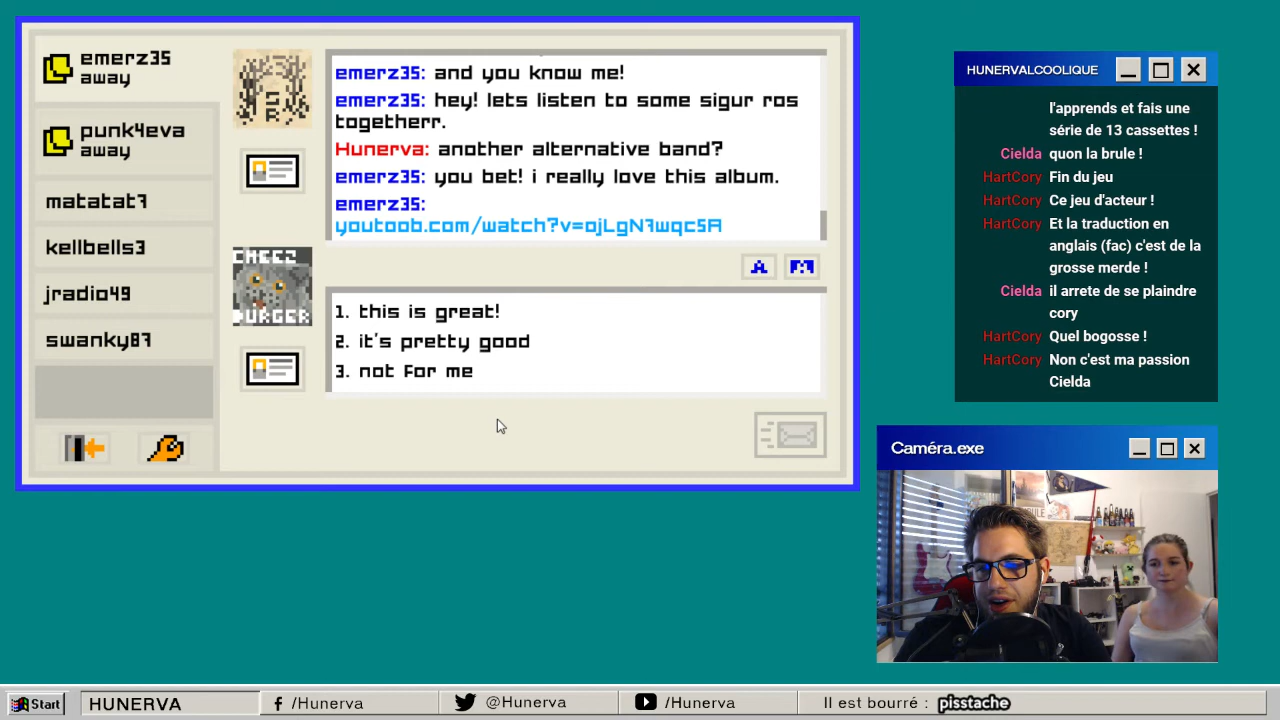 emerz35
away
punk4eva
away
matatat7
kellbells3
jradio49
swanky87
emerz35: and you know me!
emerz35: hey! lets listen to some sigur ros
togetherr.
Hunerva: another alternative band?
emerz35: you bet! i really love this album.
emerz35:
youtoob.com/watch?v=ojLgN7wqc5A
A
CHEEZ
BURGER
1. this is great!
2. it's pretty good
3. not for me
HUNERVALCOOLIQUE
l'apprends et fais une
série de 13 cassettes !
Cielda quon la brule !
HartCory Fin du jeu
HartCory Ce jeu d'acteur !
HartCory Et la traduction en
anglais (fac) c'est de la
grosse merde !
Cielda il arrete de se plaindre
cory
HartCory Quel bogosse !
HartCory Non c'est ma passion
Cielda
Caméra.exe
Start
HUNERVA
/Hunerva
@Hunerva
/Hunerva
Il est bourré : pisstache